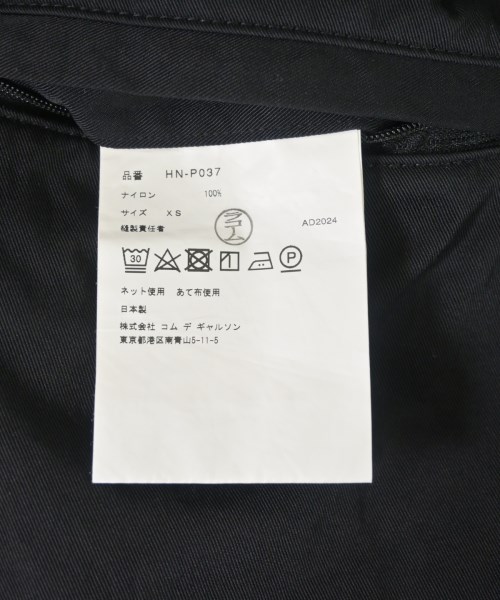 品番 HN-P037
ナイロン 100%
サイズ XS
縫製責任者
AD2024
30 P
ネット使用 あて布使用
日本製
株式会社 コム デ ギャルソン
東京都港区南青山5-11-5